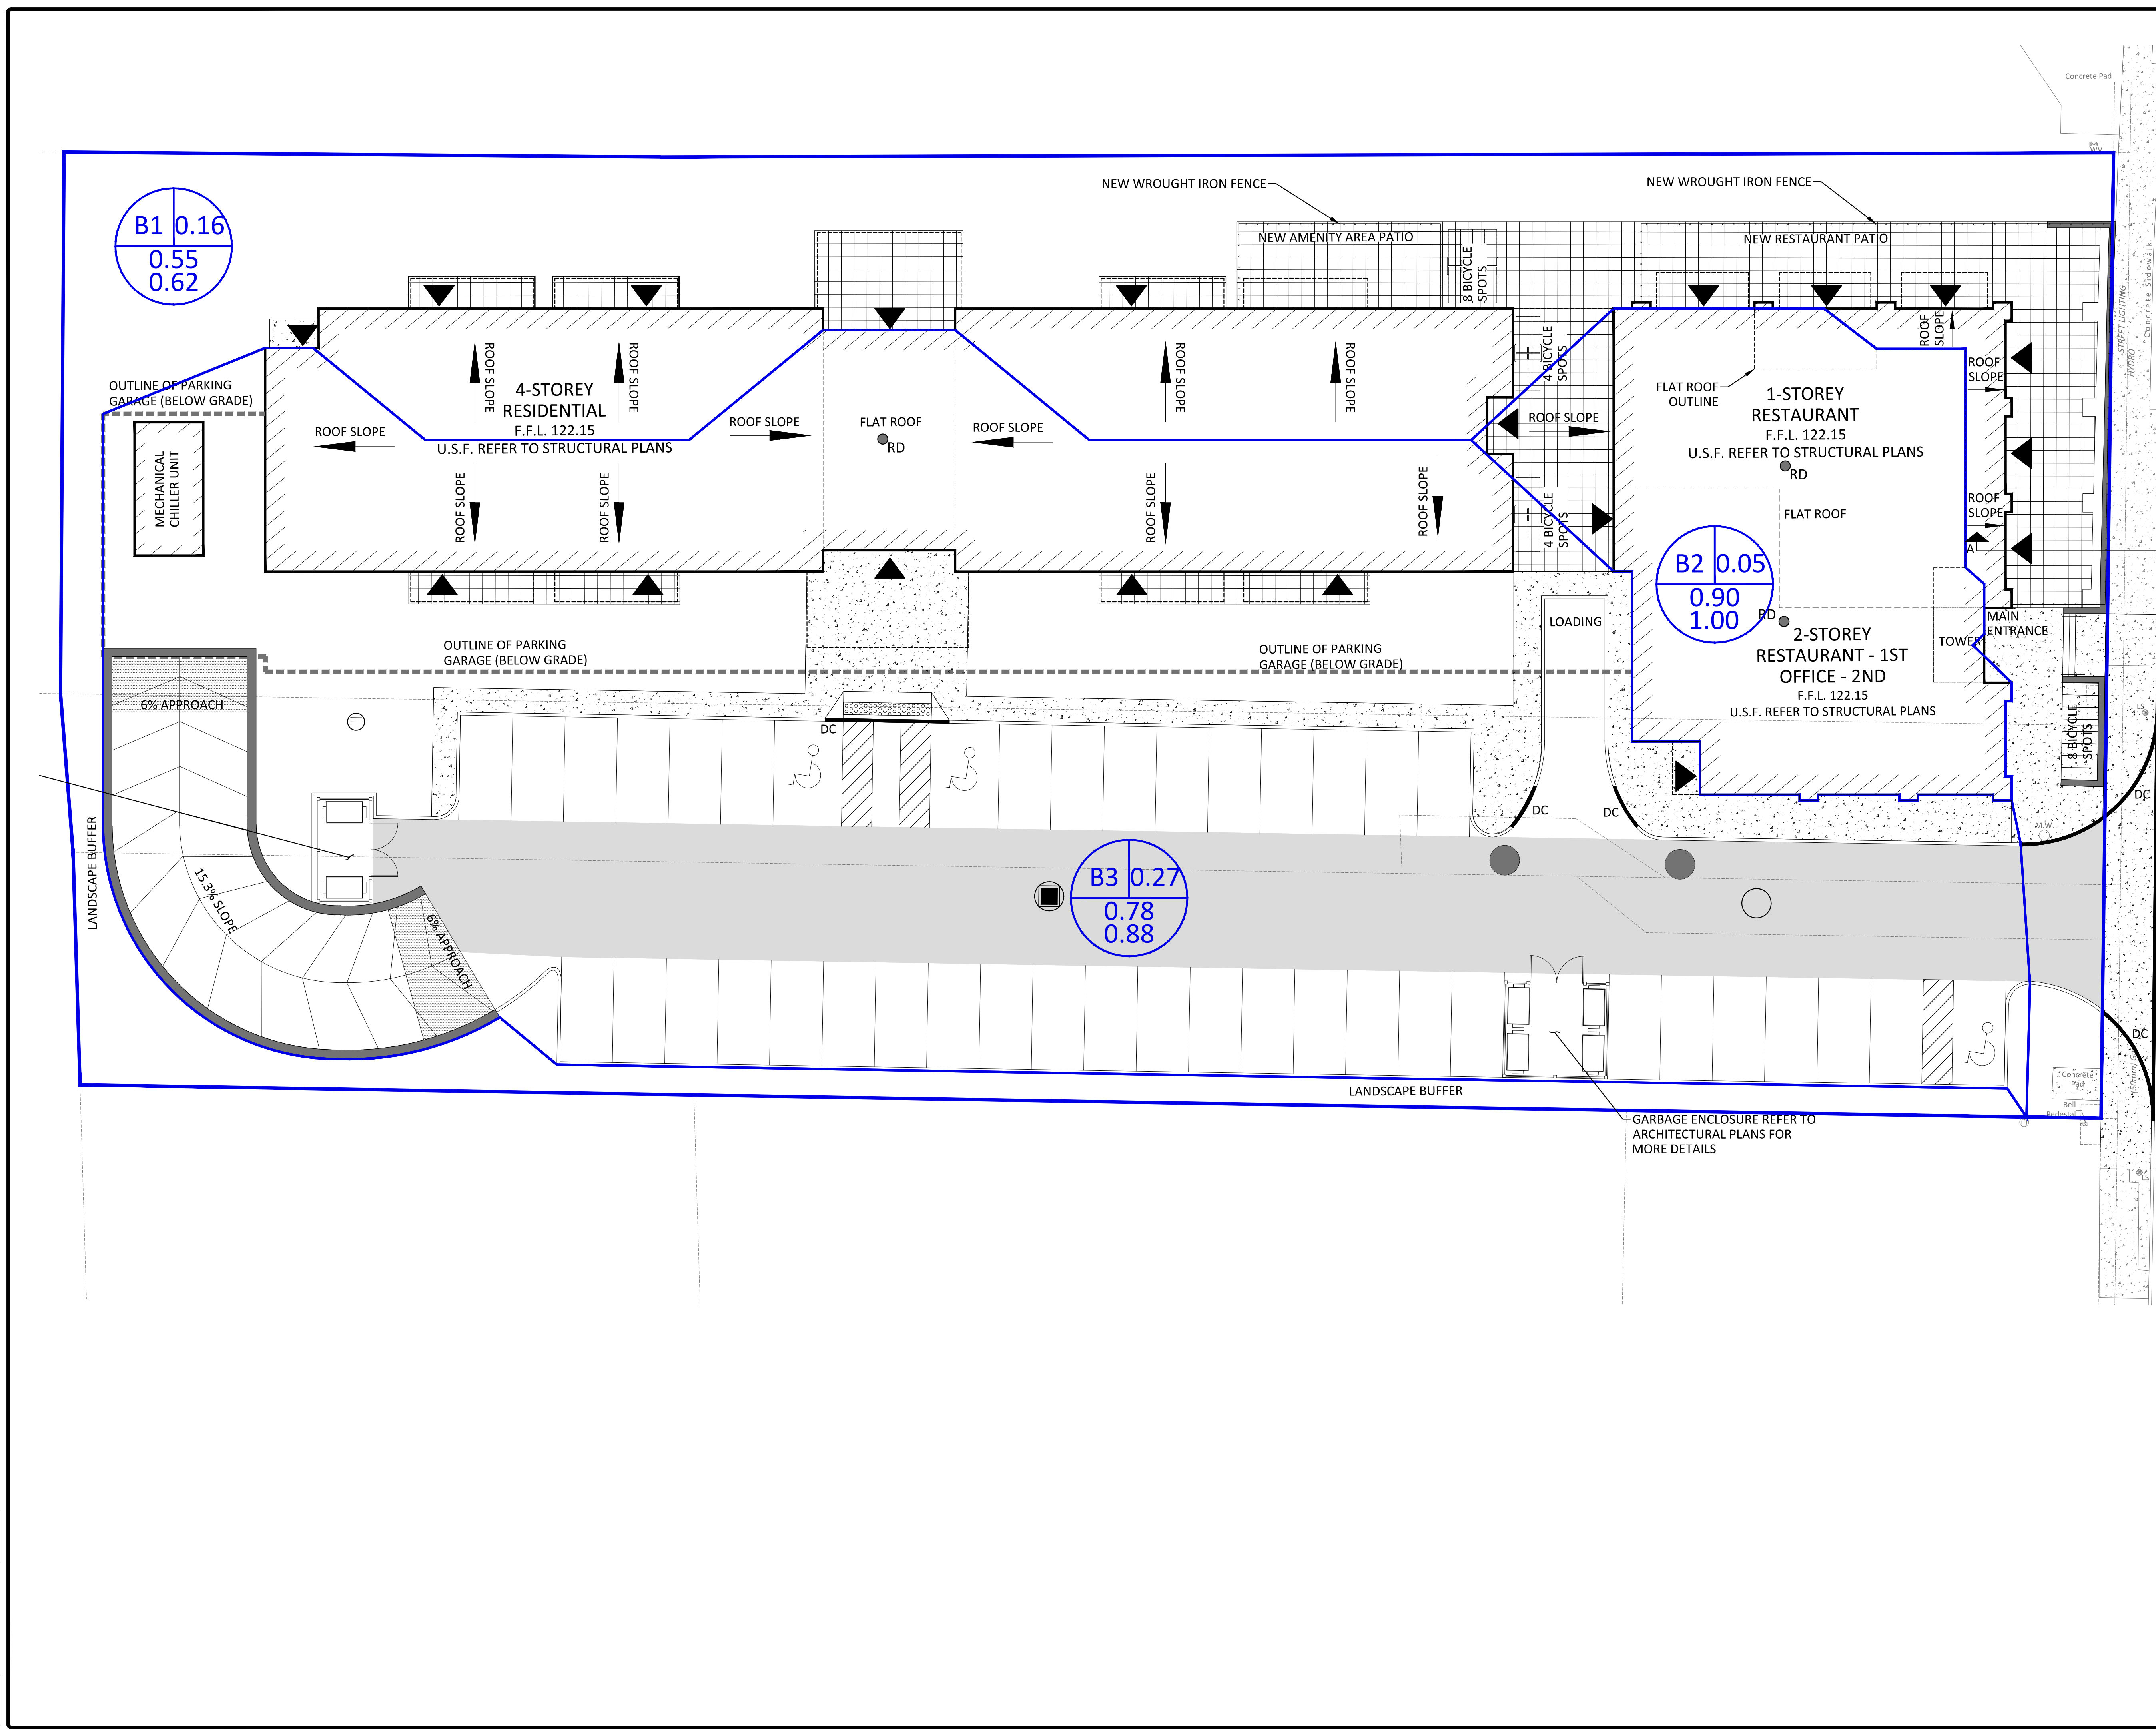 Concrete Pad
WV
NEW WROUGHT IRON FENCE
NEW WROUGHT IRON FENCE
B1 0.16
0.55
0.62
NEW AMENITY AREA PATIO
NEW RESTAURANT PATIO
8 BICYCLE
SPOTS
Concrete Sidewalk
STREET LIGHTING
HYDRO
OUTLINE OF PARKING
GARAGE (BELOW GRADE)
ROOF SLOPE
ROOF SLOPE
ROOF SLOPE
ROOF SLOPE
4 BICYCLE
SPOTS
ROOF
SLOPE
ROOF
SLOPE
4-STOREY
RESIDENTIAL
F.F.L. 122.15
U.S.F. REFER TO STRUCTURAL PLANS
ROOF SLOPE
ROOF SLOPE
FLAT ROOF
RD
ROOF SLOPE
ROOF SLOPE
FLAT ROOF
OUTLINE
1-STOREY
RESTAURANT
F.F.L. 122.15
U.S.F. REFER TO STRUCTURAL PLANS
RD
MECHANICAL
CHILLER UNIT
ROOF SLOPE
ROOF SLOPE
ROOF SLOPE
ROOF SLOPE
4 BICYCLE
SPOTS
FLAT ROOF
ROOF
SLOPE
A
B2 0.05
0.90
1.00
RD
LOADING
MAIN
ENTRANCE
TOWER
2-STOREY
RESTAURANT - 1ST
OFFICE - 2ND
F.F.L. 122.15
U.S.F. REFER TO STRUCTURAL PLANS
OUTLINE OF PARKING
GARAGE (BELOW GRADE)
OUTLINE OF PARKING
GARAGE (BELOW GRADE)
6% APPROACH
DC
8 BICYCLE
SPOTS
LS
DC
DC
DC
M.W.
LANDSCAPE BUFFER
15.3% SLOPE
6% APPROACH
B3 0.27
0.78
0.88
DC
LANDSCAPE BUFFER
Concrete
Pad
Bell
Pedestal
GARBAGE ENCLOSURE REFER TO
ARCHITECTURAL PLANS FOR
MORE DETAILS
LS